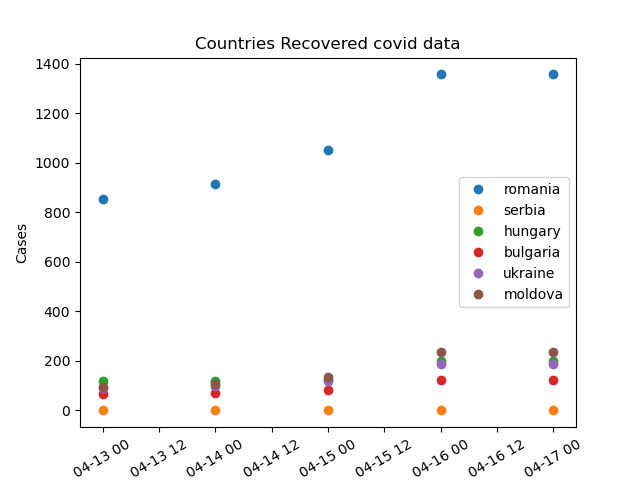 Countries Recovered covid data
Cases
1400
1200
1000
800
600
400
200
0
romania
serbia
hungary
bulgaria
ukraine
moldova
04-13 00
04-13 12
04-14 00
04-14 12
04-15 00
04-15 12
04-16 00
04-16 12
04-17 00